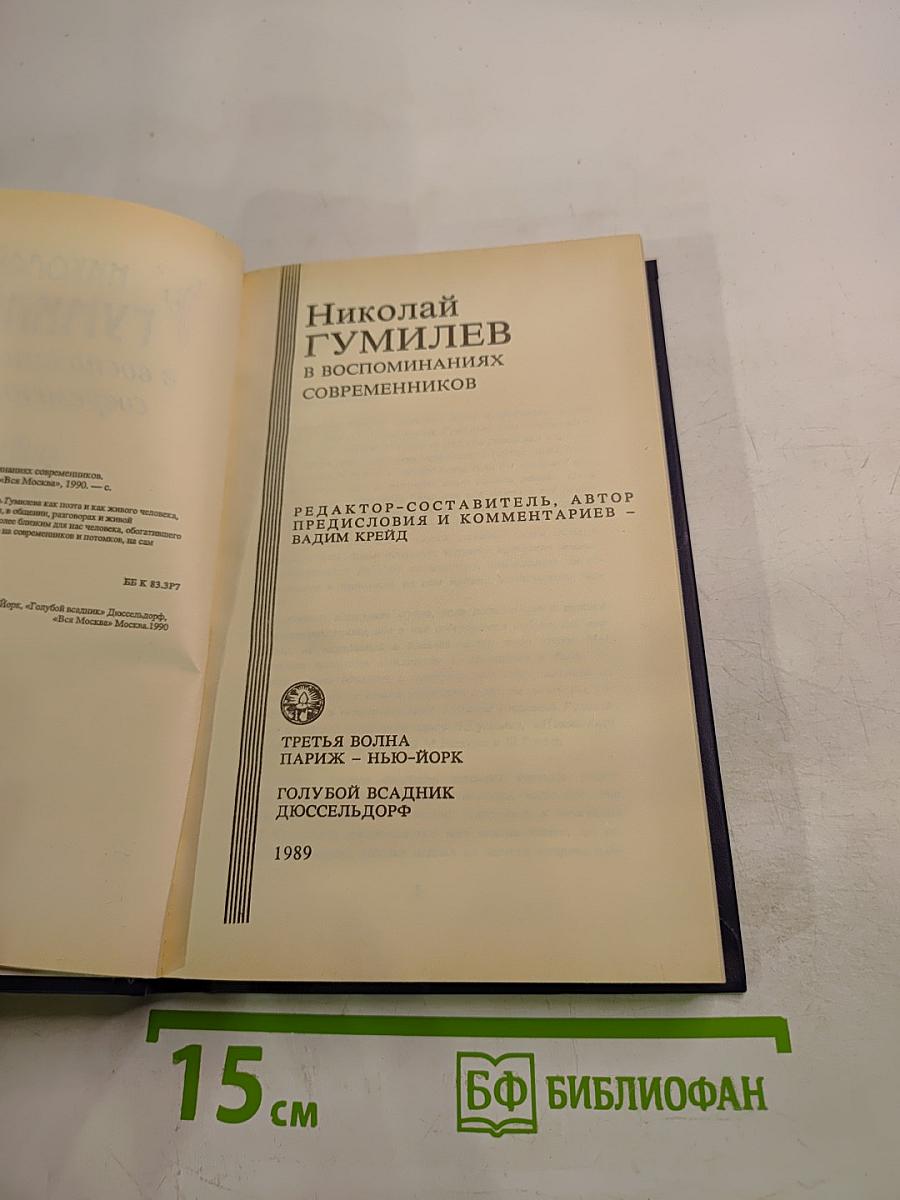 инаниях современников.
«Вся Москва», 1990. — с.
Гумилева как поэта и как живого человека,
в общении, разговорах и живой
олее близким для нас человека, обогатившего
на современников и потомков, на сам
ББ К 83.3Р7
Йорк, «Голубой всадник» Дюссельдорф,
«Вся Москва» Москва.1990
Николай
ГУМИЛЕВ
В ВОСПОМИНАНИЯХ
СОВРЕМЕННИКОВ
РЕДАКТОР-СОСТАВИТЕЛЬ, АВТОР
ПРЕДИСЛОВИЯ И КОММЕНТАРИЕВ –
ВАДИМ КРЕЙД
ТРЕТЬЯ ВОЛНА
ПАРИЖ – НЬЮ-ЙОРК
ГОЛУБОЙ ВСАДНИК
ДЮССЕЛЬДОРФ
1989
15 см
БФ БИБЛИОФАН